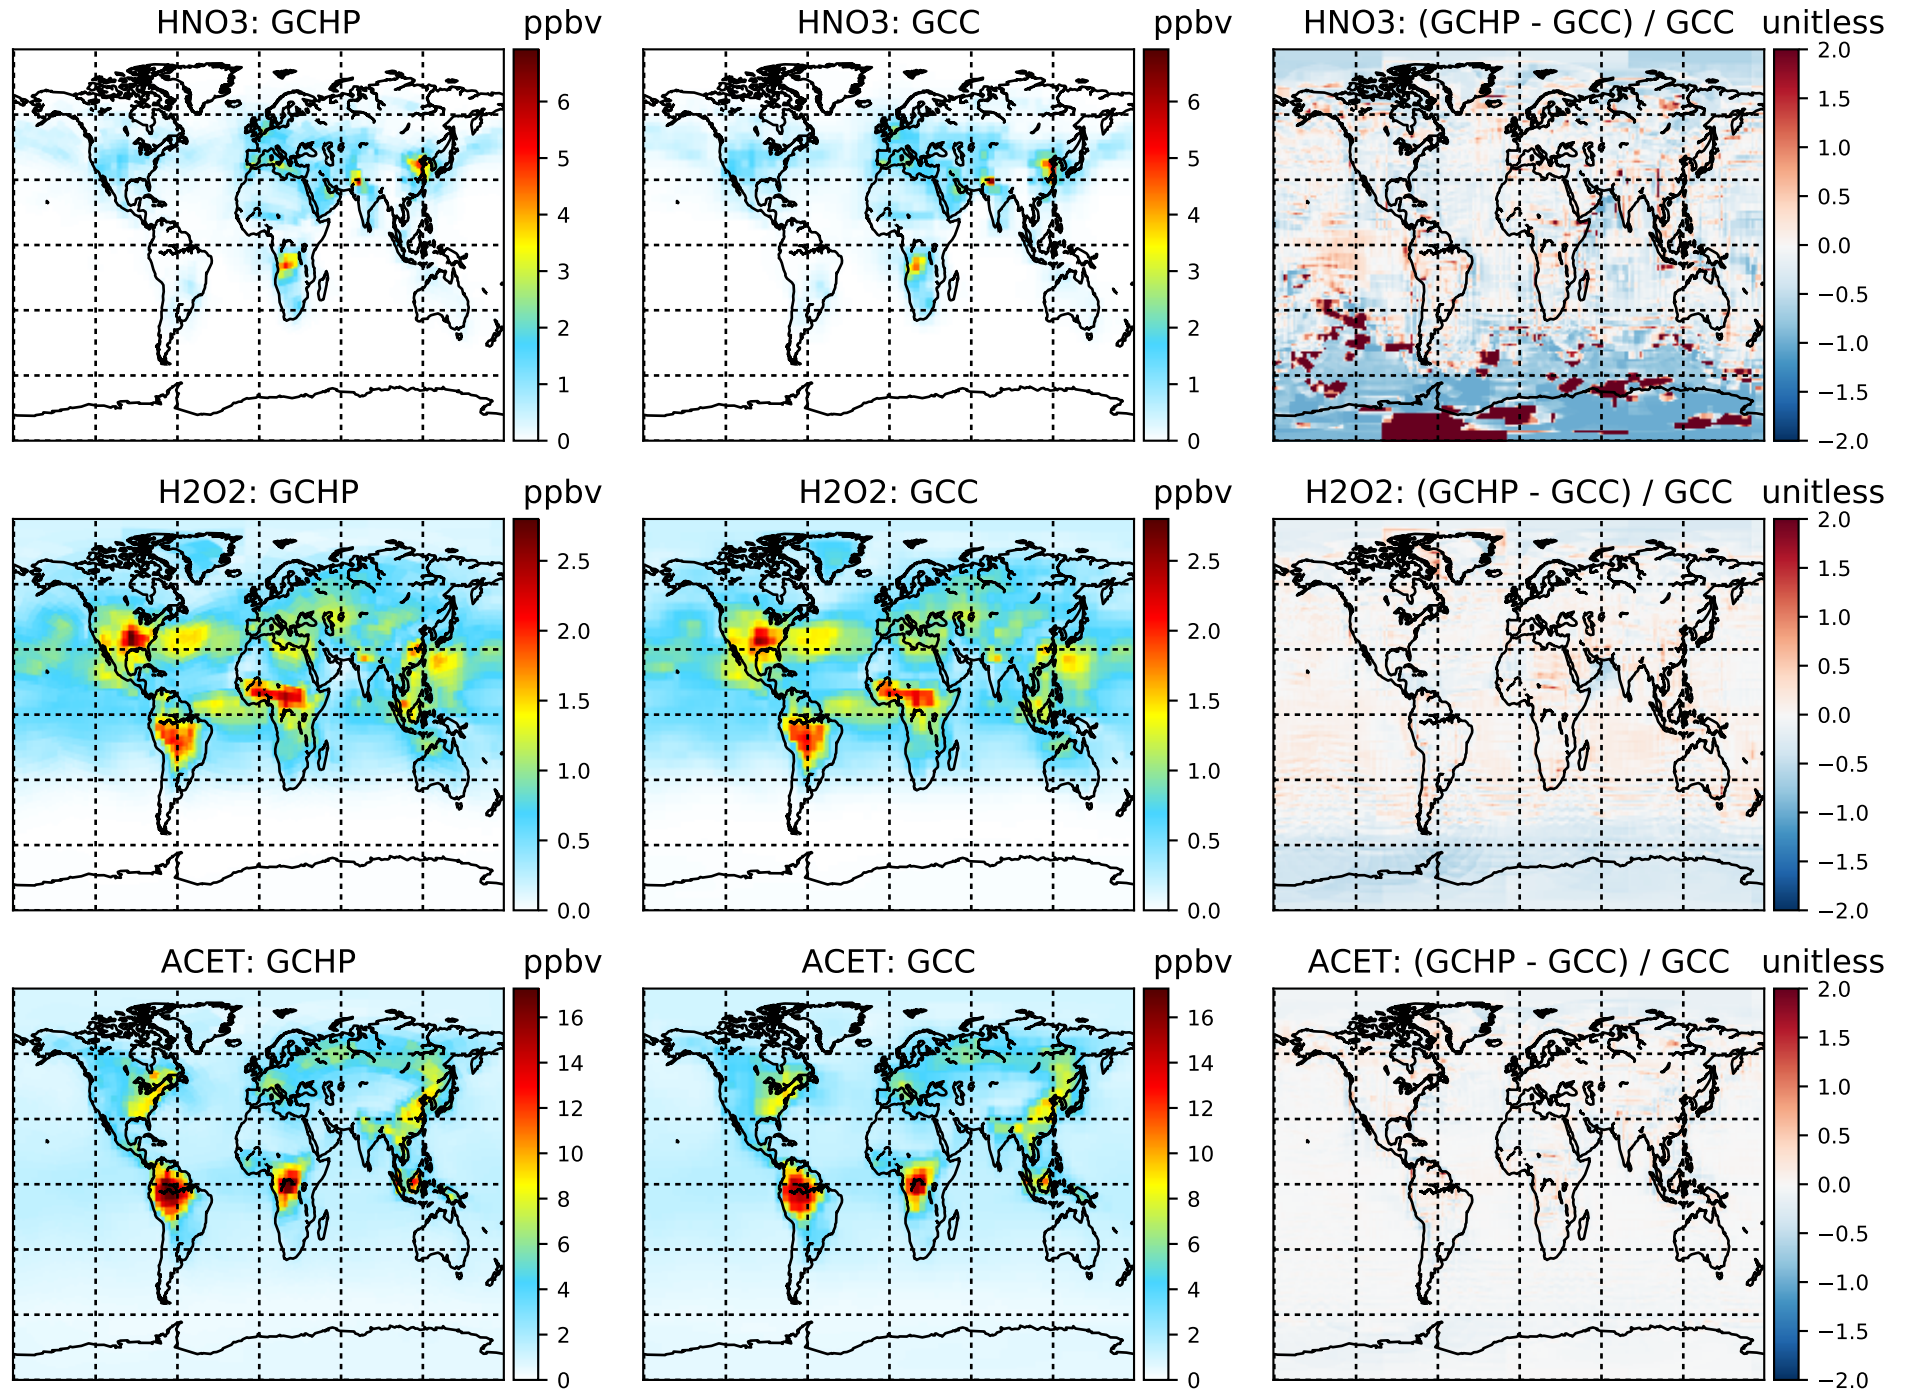 HNO3: GCHP ppbv HNO3: GCC ppbv HNO3: (GCHP - GCC) / GCC unitless
6 6 2.0
5 5 1.5
4 4 1.0
3 3 0.5
2 2 0.0
1 1 −0.5
0 0 −1.0
−1.5
−2.0
H2O2: GCHP ppbv H2O2: GCC ppbv H2O2: (GCHP - GCC) / GCC unitless
2.5 2.5 2.0
2.0 2.0 1.5
1.5 1.5 1.0
1.0 1.0 0.5
0.5 0.5 0.0
0.0 0.0 −0.5
−1.0
−1.5
−2.0
ACET: GCHP ppbv ACET: GCC ppbv ACET: (GCHP - GCC) / GCC unitless
16 16 2.0
14 14 1.5
12 12 1.0
10 10 0.5
8 8 0.0
6 6 −0.5
4 4 −1.0
2 2 −1.5
0 0 −2.0